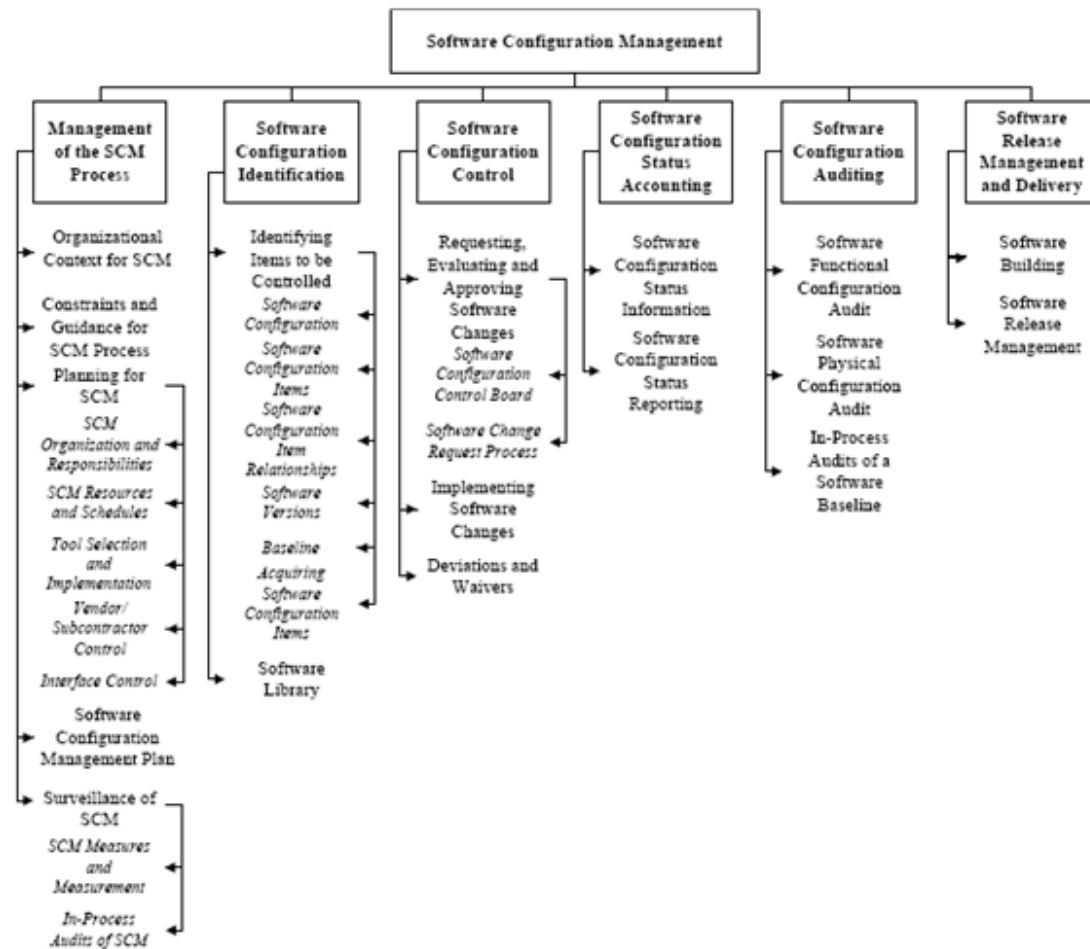 Software Configuration Management
Management
of the SCM
Process
Organizational
Context for SCM
Constraints and
Guidance for
SCM Process
Planning for
SCM
SCM
Organization and
Responsibilities
SCM Resources
and Schedules
Tool Selection
and
Implementation
Vendor/
Subcontractor
Control
Interface Control
Software
Configuration
Management Plan
Surveillance of
SCM
SCM Measures
and
Measurement
In-Process
Audits of SCM
Software
Configuration
Identification
Identifying
Items to be
Controlled
Software
Configuration
Software
Configuration
Items
Software
Configuration
Item
Relationships
Software
Versions
Baseline
Acquiring
Software
Configuration
Items
Software
Library
Software
Configuration
Control
Requesting,
Evaluating and
Approving
Software
Changes
Software
Configuration
Control Board
Software Change
Request Process
Implementing
Software
Changes
Deviations and
Waivers
Software
Configuration
Status
Accounting
Software
Configuration
Status
Information
Software
Configuration
Status
Reporting
Software
Configuration
Auditing
Software
Functional
Configuration
Audit
Software
Physical
Configuration
Audit
In-Process
Audits of a
Software
Baseline
Software
Release
Management
and Delivery
Software
Building
Software
Release
Management